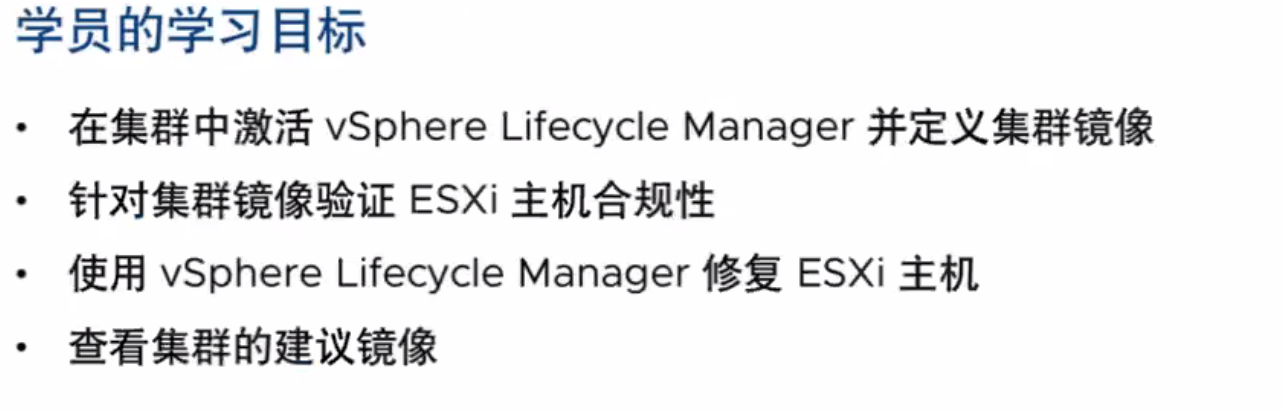 学员的学习目标
• 在集群中激活 vSphere Lifecycle Manager 并定义集群镜像
• 针对集群镜像验证 ESXi 主机合规性
• 使用 vSphere Lifecycle Manager 修复 ESXi 主机
• 查看集群的建议镜像